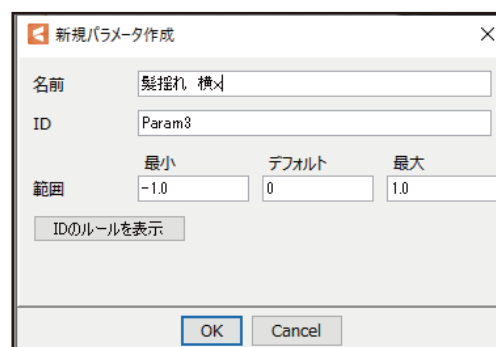 新規パラメータ作成
名前 髪揺れ 横x
ID Param3
最小 デフォルト 最大
範囲 -1.0 0 1.0
IDのルールを表示
OK Cancel